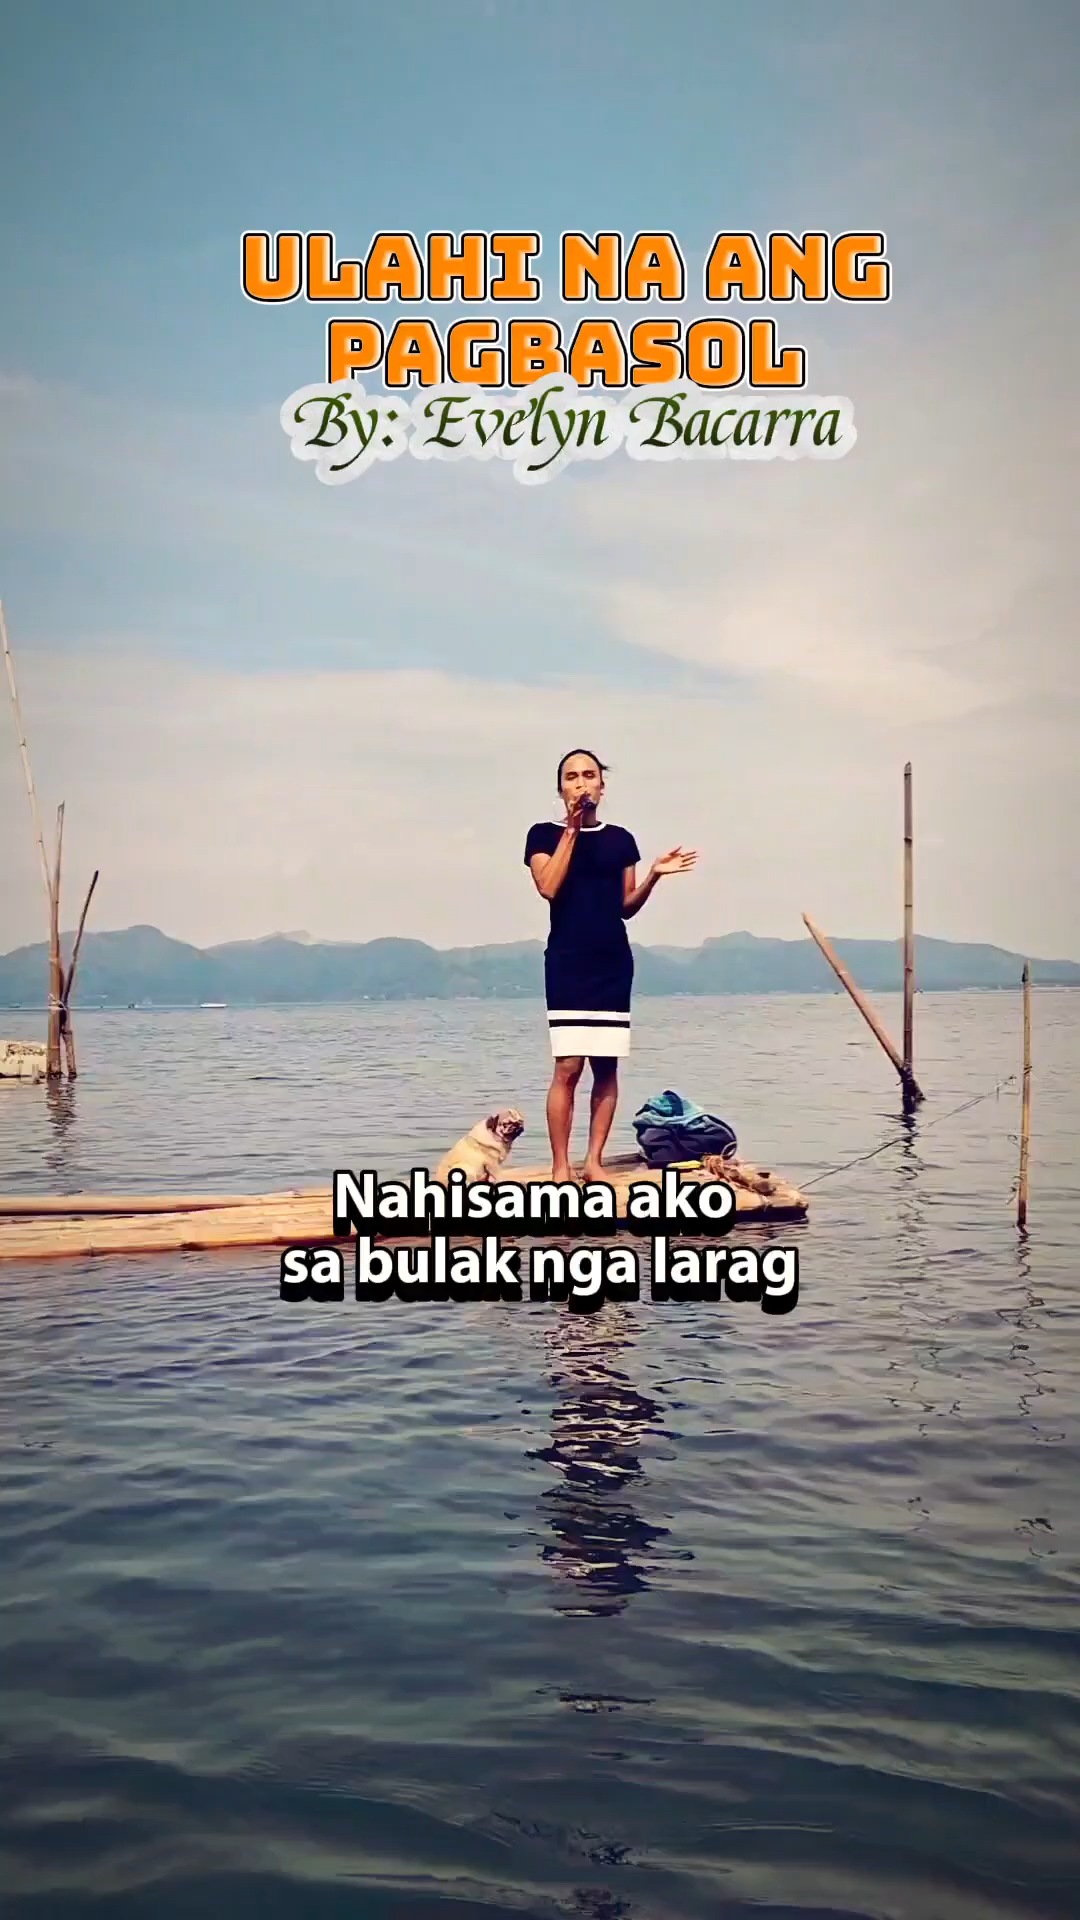 ULAHI NA ANG
PAGBASOL
By: Evelyn Bacarra
Nahisama ako
sa bulak nga larag